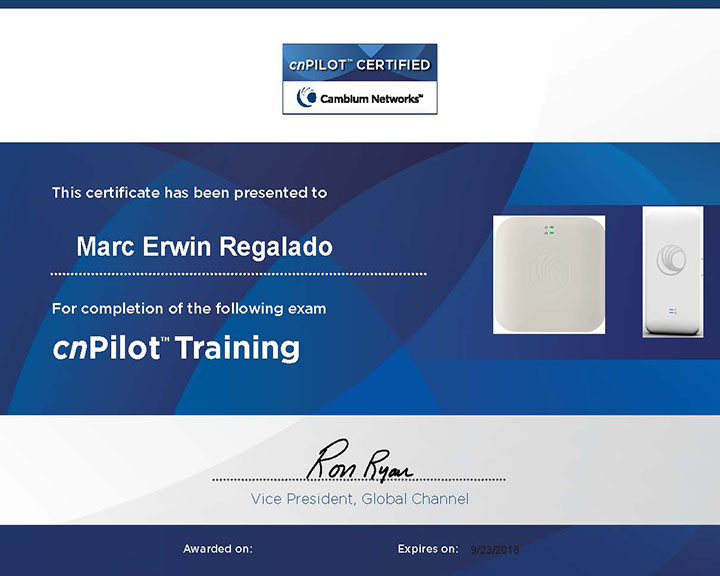 cnPILOT™ CERTIFIED
Cambium Networks™
This certificate has been presented to
Marc Erwin Regalado
For completion of the following exam
cnPilot™ Training
Ron Ryan
Vice President, Global Channel
Awarded on:
Expires on: 9/23/2018